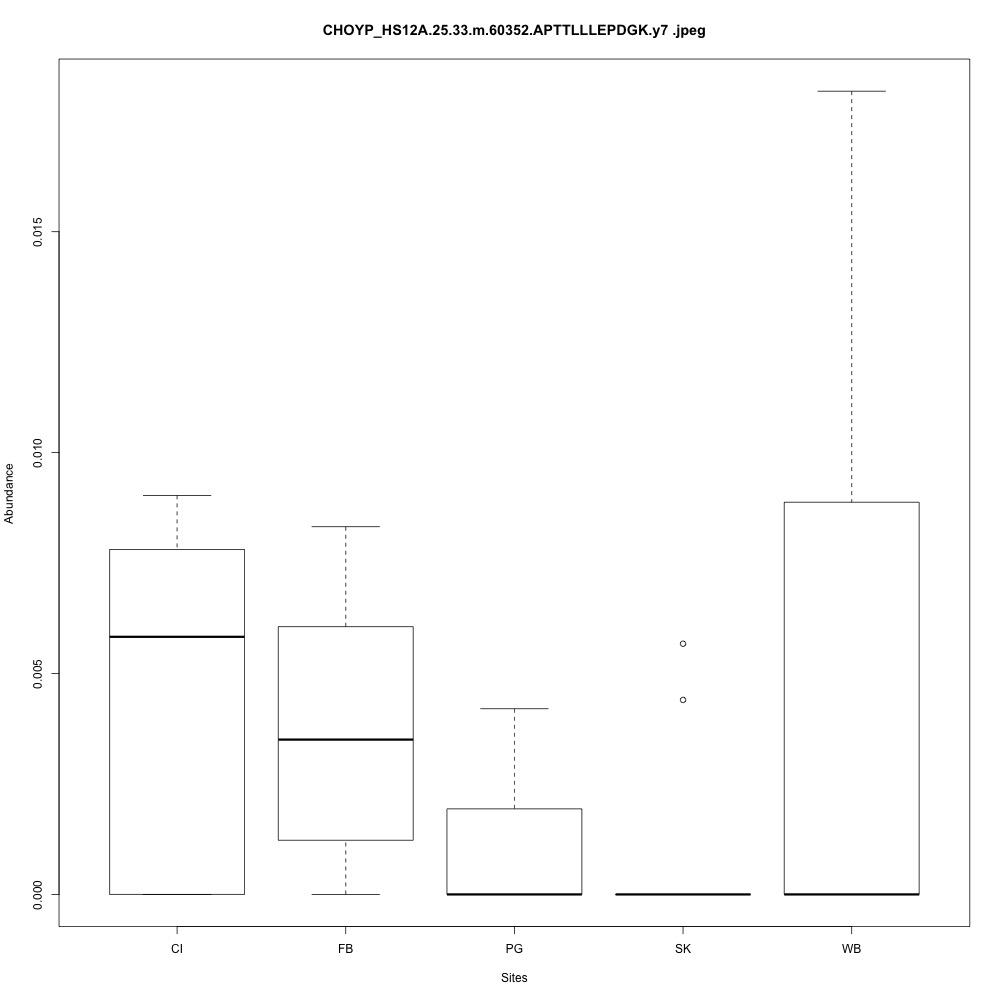 CHOYP_HS12A.25.33.m.60352.APTTLLLEPDGK.y7 .jpeg
Abundance
0.015
0.010
0.005
0.000
CI FB PG SK WB
Sites